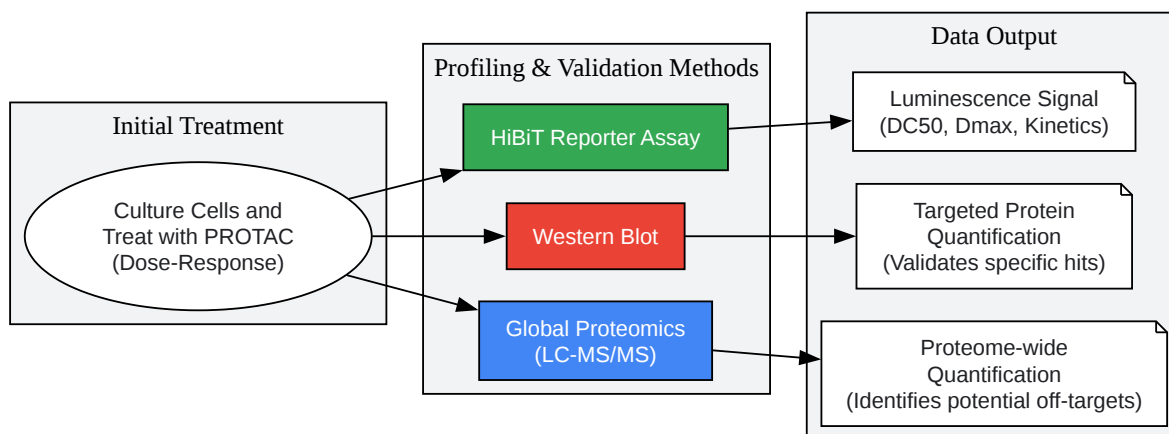 Initial Treatment
Culture Cells and
Treat with PROTAC
(Dose-Response)
Profiling & Validation Methods
HiBiT Reporter Assay
Western Blot
Global Proteomics
(LC-MS/MS)
Data Output
Luminescence Signal
(DC50, Dmax, Kinetics)
Targeted Protein
Quantification
(Validates specific hits)
Proteome-wide
Quantification
(Identifies potential off-targets)